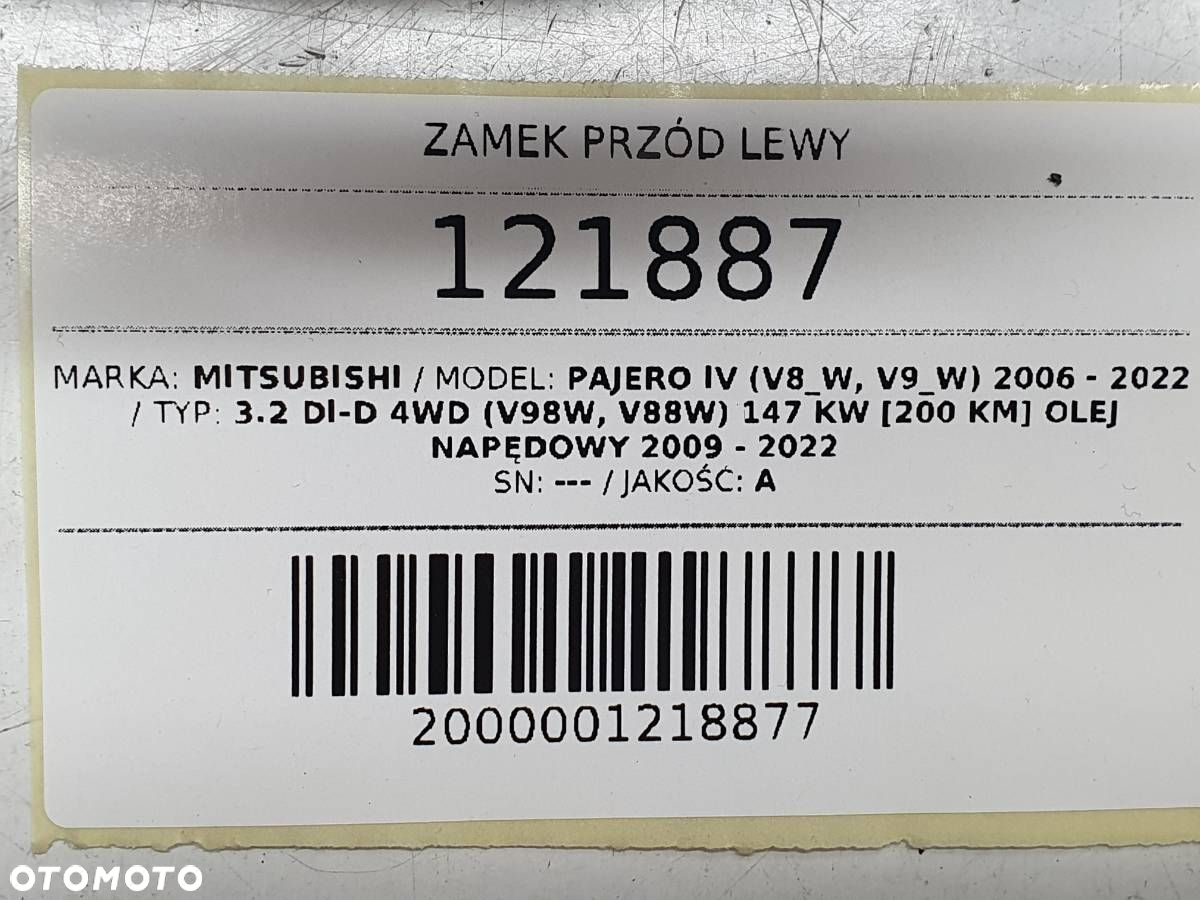 ZAMEK PRZÓD LEWY
121887
MARKA: MITSUBISHI / MODEL: PAJERO IV (V8_W, V9_W) 2006 - 2022
/ TYP: 3.2 DI-D 4WD (V98W, V88W) 147 KW [200 KM] OLEJ
NAPĘDOWY 2009 - 2022
SN: --- / JAKOŚĆ: A
2000001218877
OTOMOTO